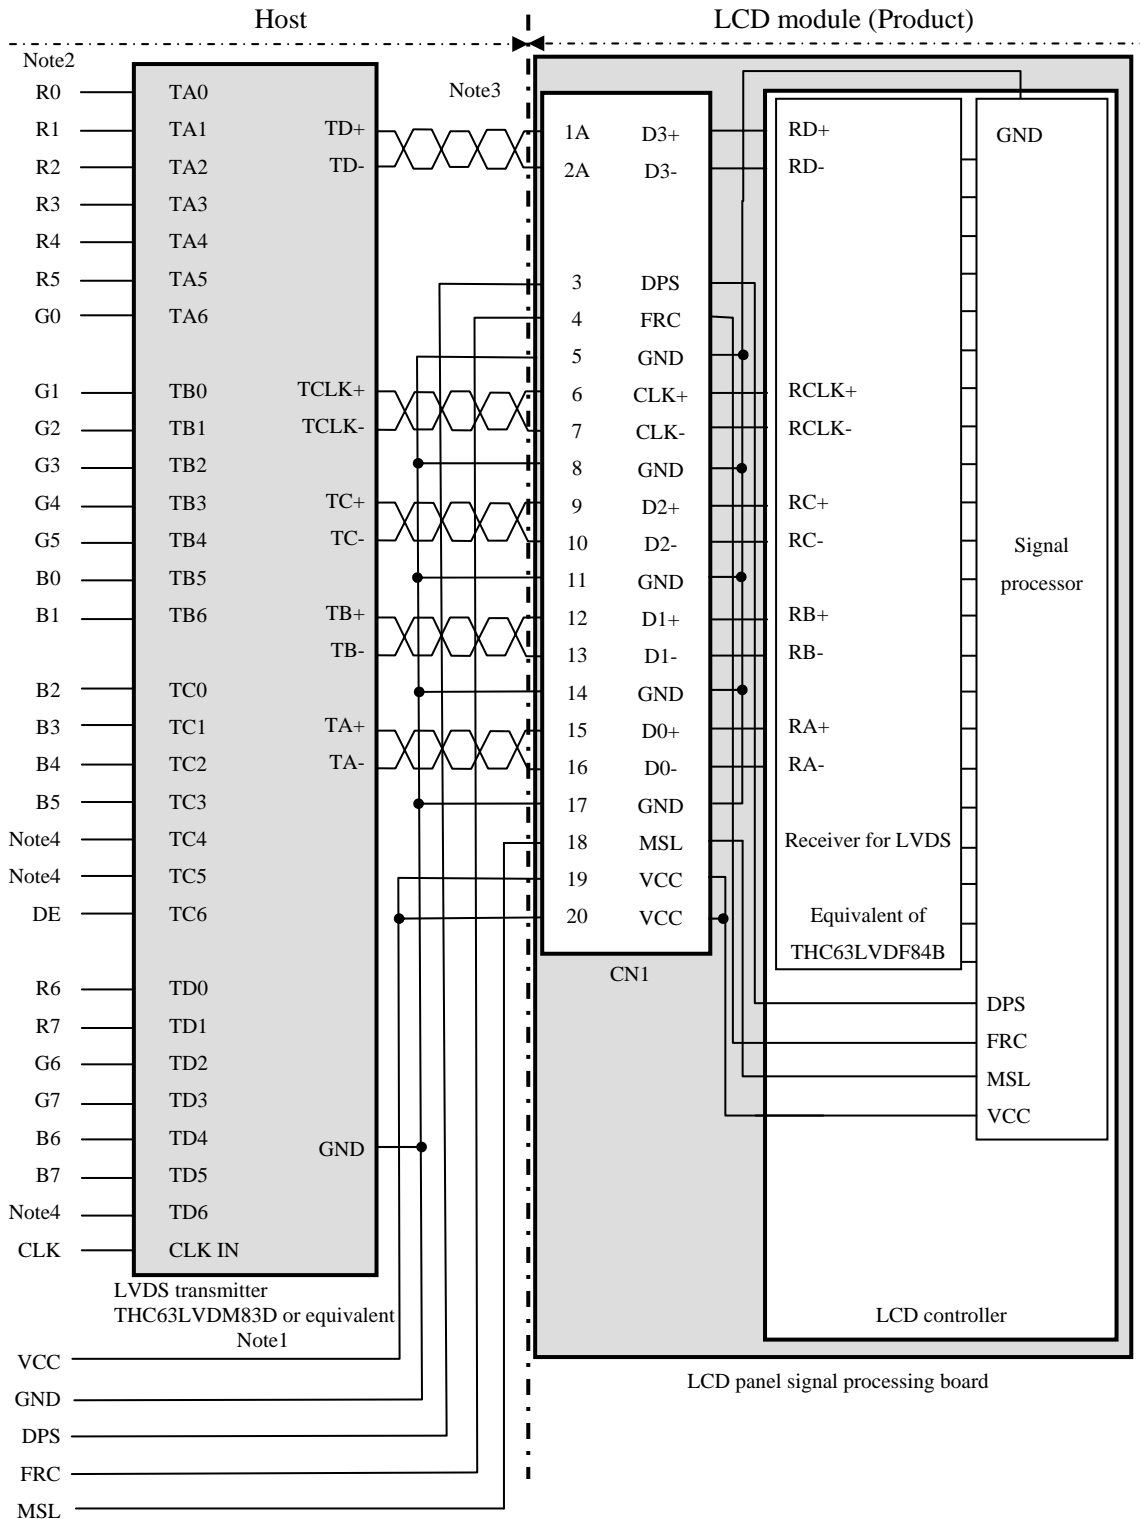 Host
LCD module (Product)
Note2
R0 TA0
R1 TA1
R2 TA2
R3 TA3
R4 TA4
R5 TA5
G0 TA6
G1 TB0
G2 TB1
G3 TB2
G4 TB3
G5 TB4
B0 TB5
B1 TB6
B2 TC0
B3 TC1
B4 TC2
B5 TC3
Note4 TC4
Note4 TC5
DE TC6
R6 TD0
R7 TD1
G6 TD2
G7 TD3
B6 TD4
B7 TD5
Note4 TD6
CLK CLK IN
TD+
TD-
TCLK+
TCLK-
TC+
TC-
TB+
TB-
TA+
TA-
GND
LVDS transmitter
THC63LVDM83D or equivalent
Note1
VCC
GND
DPS
FRC
MSL
Note3
1A D3+
2A D3-
3 DPS
4 FRC
5 GND
6 CLK+
7 CLK-
8 GND
9 D2+
10 D2-
11 GND
12 D1+
13 D1-
14 GND
15 D0+
16 D0-
17 GND
18 MSL
19 VCC
20 VCC
CN1
RD+
RD-
RCLK+
RCLK-
RC+
RC-
RB+
RB-
RA+
RA-
Receiver for LVDS
Equivalent of
THC63LVDF84B
GND
Signal
processor
DPS
FRC
MSL
VCC
LCD controller
LCD panel signal processing board